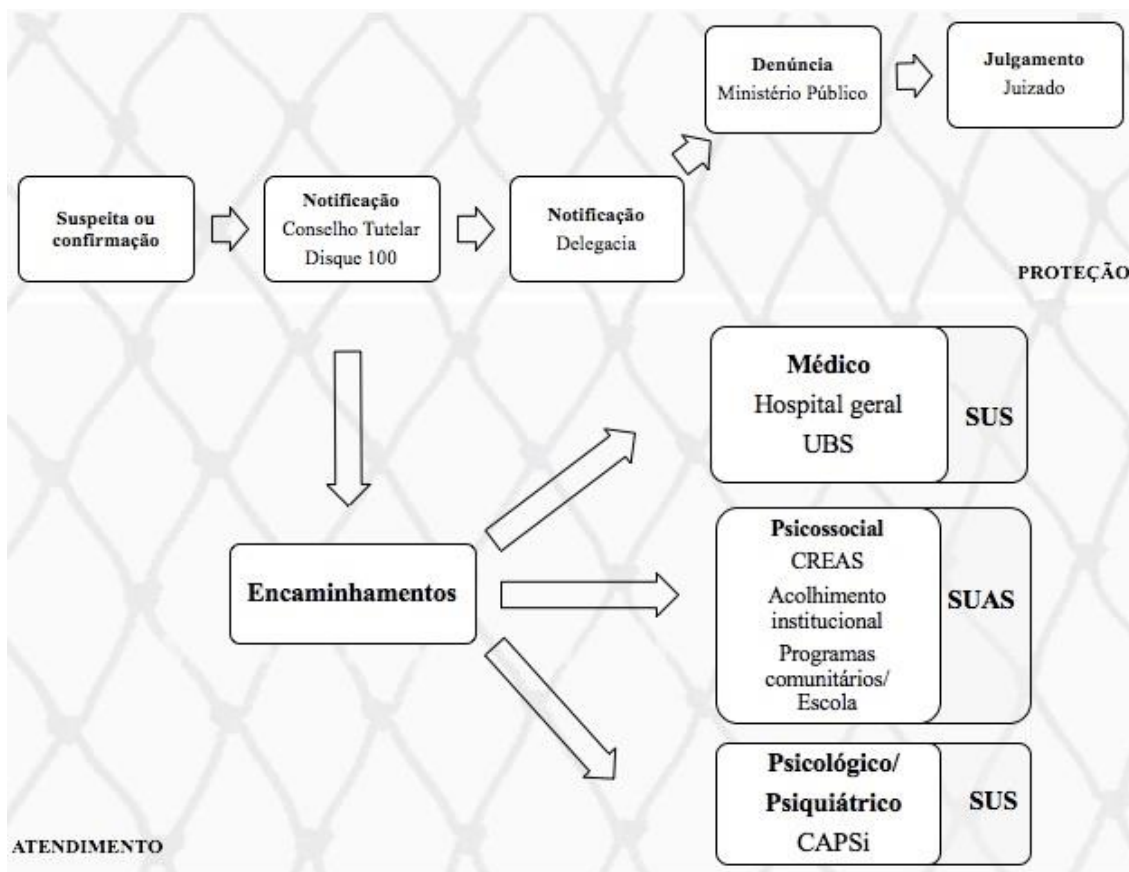 Denúncia
Ministério Público
Julgamento
Juizado
Suspeita ou
confirmação
Notificação
Conselho Tutelar
Disque 100
Notificação
Delegacia
PROTEÇÃO
Médico
Hospital geral
UBS
SUS
Encaminhamentos
Psicossocial
CREAS
Acolhimento
institucional
Programas
comunitários/
Escola
SUAS
Psicológico/
Psiquiátrico
CAPSi
SUS
ATENDIMENTO